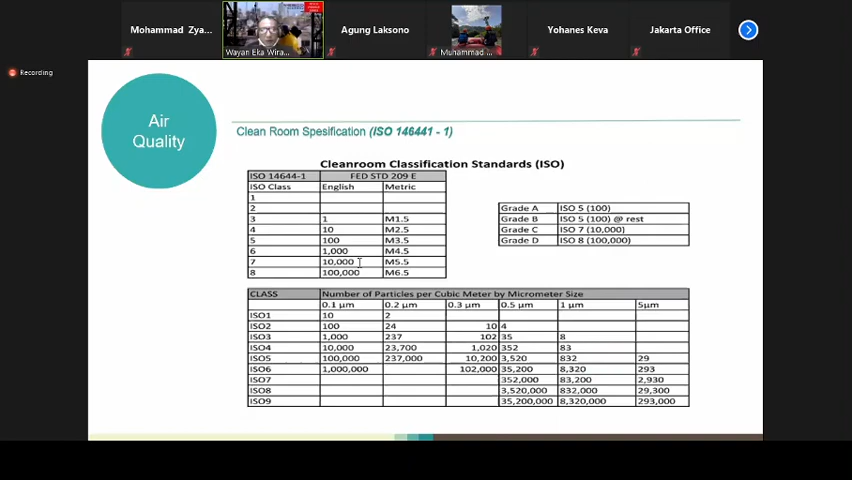 Mohammad Zya...
Wayan Eka Wira...
Agung Laksono
Muhammad ...
Yohanes Keva
Jakarta Office
Recording
Air
Quality
Clean Room Spesification (ISO 146441 - 1)
Cleanroom Classification Standards (ISO)
ISO 14644-1 FED STD 209 E
ISO Class English Metric
1
2
3 1 M1.5
4 10 M2.5
5 100 M3.5
6 1,000 M4.5
7 10,000 M5.5
8 100,000 M6.5
Grade A ISO 5 (100)
Grade B ISO 5 (100) @ rest
Grade C ISO 7 (10,000)
Grade D ISO 8 (100,000)
CLASS Number of Particles per Cubic Meter by Micrometer Size
0.1 µm 0.2 µm 0.3 µm 0.5 µm 1 µm 5µm
ISO1 10 2
ISO2 100 24 10 4
ISO3 1,000 237 102 35 8
ISO4 10,000 23,700 1,020 352 83
ISO5 100,000 237,000 10,200 3,520 832 29
ISO6 1,000,000 102,000 35,200 8,320 293
ISO7 352,000 83,200 2,930
ISO8 3,520,000 832,000 29,300
ISO9 35,200,000 8,320,000 293,000